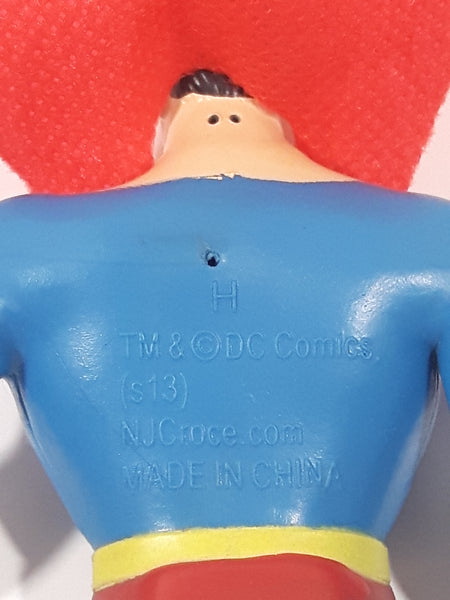 H
TM & ©DC Comics
(s13)
NJCroce.com
MADE IN CHINA